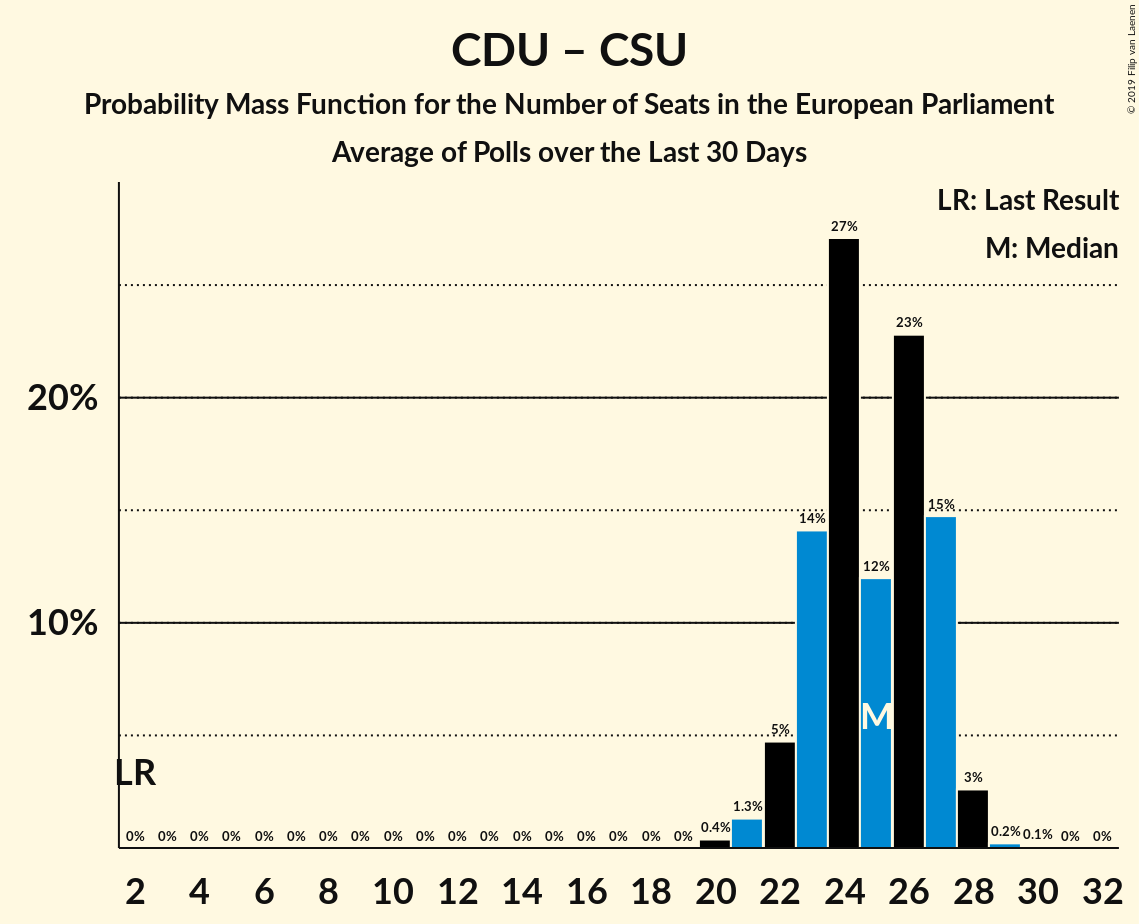 CDU – CSU
Probability Mass Function for the Number of Seats in the European Parliament
Average of Polls over the Last 30 Days
© 2019 Filip van Laenen
LR: Last Result
M: Median
27%
23%
20%
15%
14%
12%
10%
M
5%
LR
3%
1.3%
0% 0% 0% 0% 0% 0% 0% 0% 0% 0% 0% 0% 0% 0% 0% 0% 0% 0% 0.4% 0.2% 0.1% 0% 0%
2 4 6 8 10 12 14 16 18 20 22 24 26 28 30 32